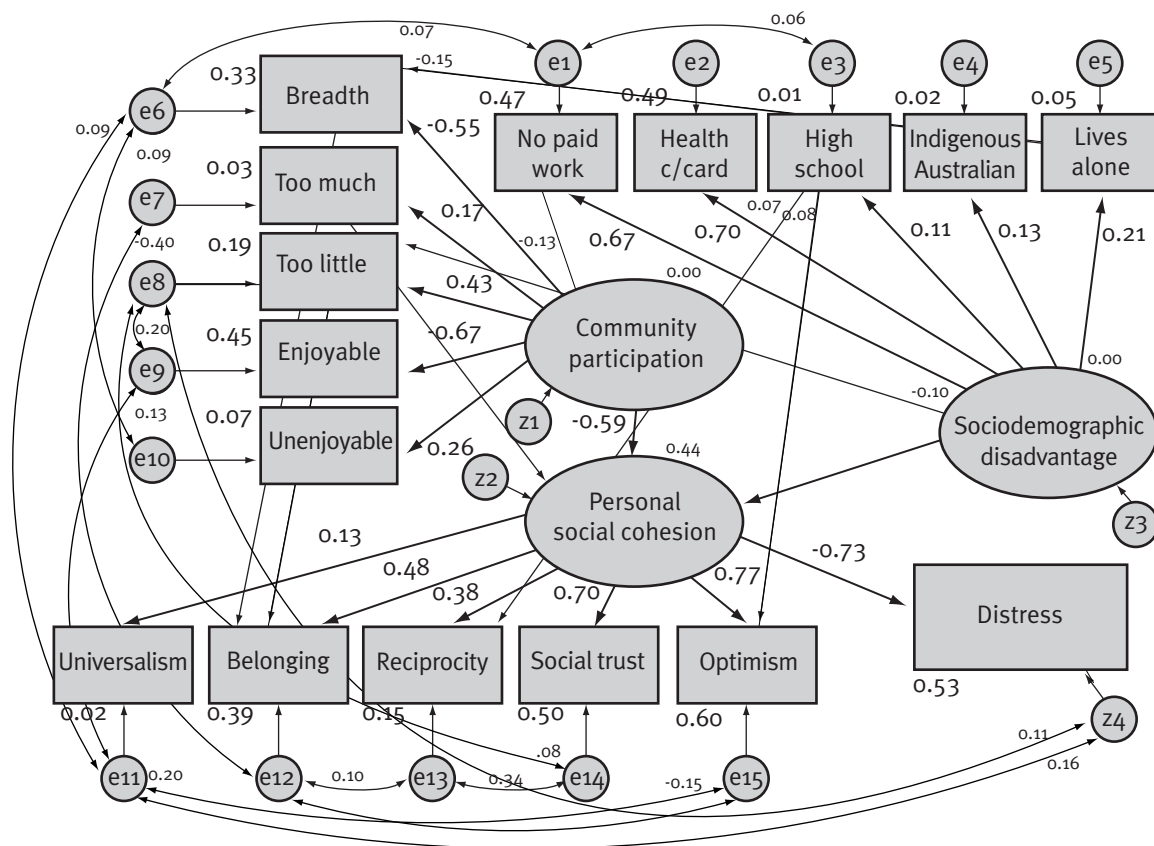 0.07
0.06
e1
e2
e3
e4
e5
0.33
-0.15
e6
Breadth
0.47
0.49
0.01
0.02
0.05
0.09
-0.55
No paid
work
Health
c/card
High
school
Indigenous
Australian
Lives
alone
0.09
0.03
e7
Too much
0.17
0.07
0.08
-0.40
0.19
-0.13
0.67
0.70
0.11
0.13
0.21
e8
Too little
0.43
0.00
0.20
0.45
-0.67
Community
participation
e9
Enjoyable
0.00
-0.10
0.13
0.07
z1
-0.59
e10
Unenjoyable
0.26
0.44
Sociodemographic
disadvantage
z2
Personal
social cohesion
z3
0.13
0.48
0.38
0.70
0.77
-0.73
Distress
Universalism
Belonging
Reciprocity
Social trust
Optimism
0.53
0.02
0.39
0.15
0.50
0.60
z4
0.11
.08
0.16
e11
0.20
e12
0.10
e13
0.34
e14
-0.15
e15